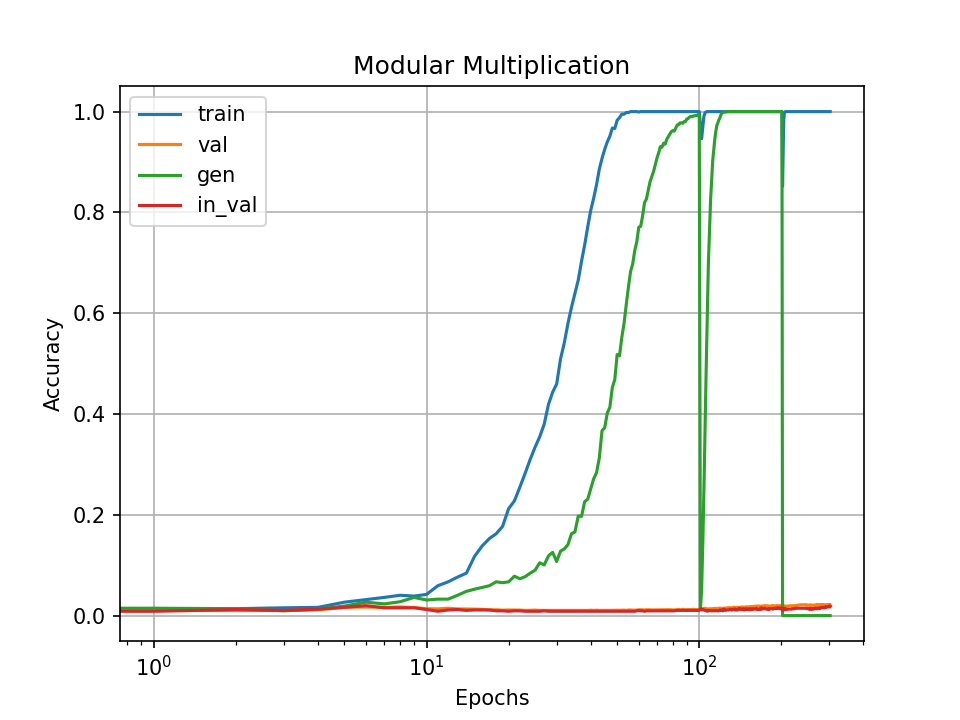 Modular Multiplication
train
val
gen
in_val
1.0
0.8
0.6
0.4
0.2
0.0
Accuracy
10⁰
10¹
10²
Epochs